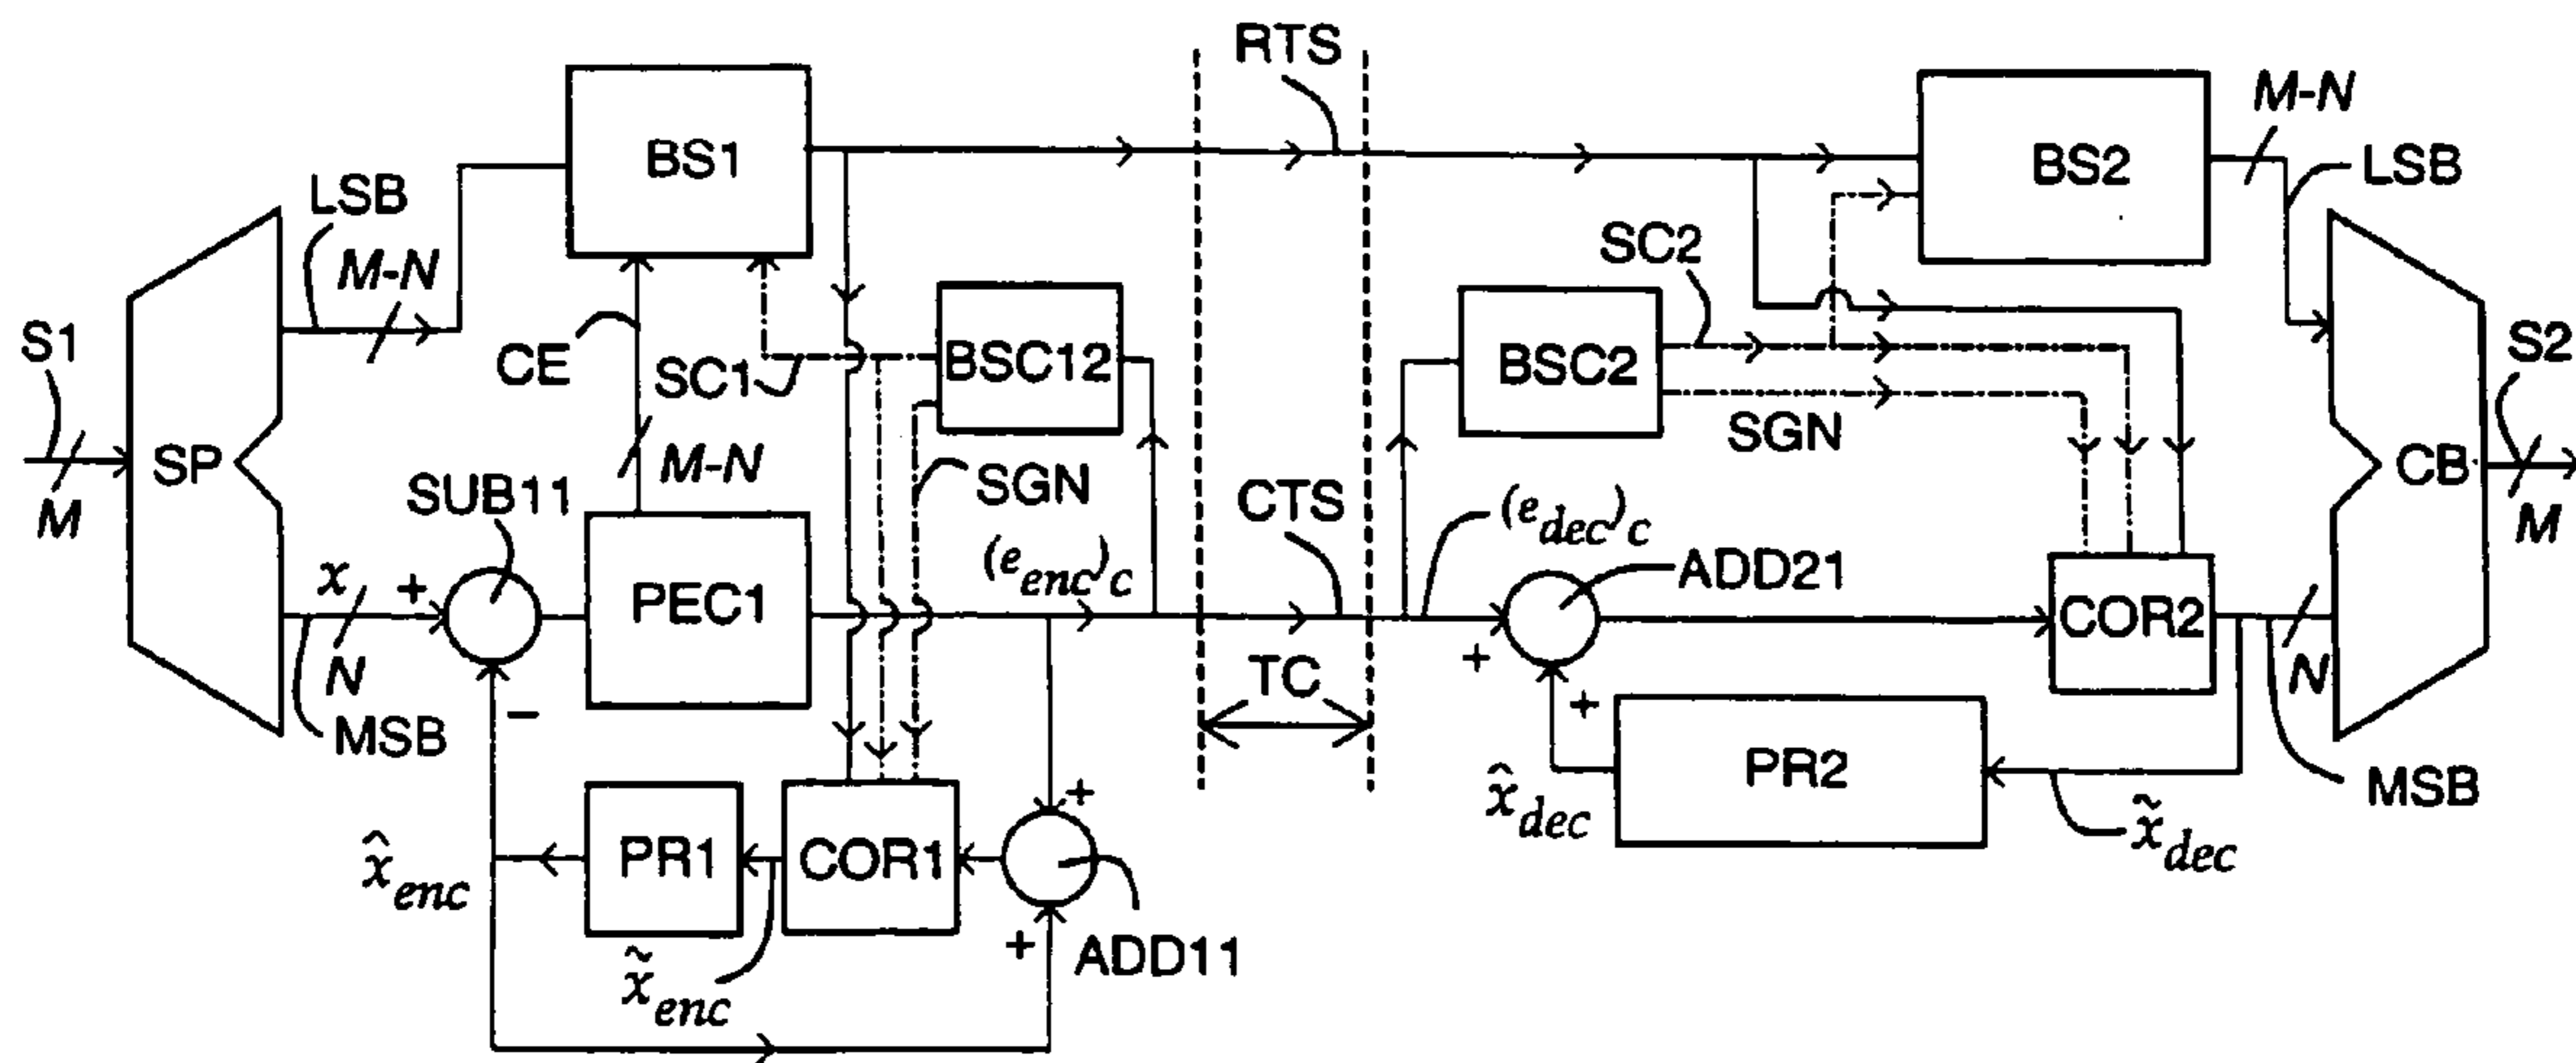 RTS
BS1
BS2
M-N
LSB
LSB
M-N
S1
M
SP
CE
SC1
BSC12
SC2
BSC2
SGN
S2
M
CB
M-N
SGN
SUB11
x
+
N
MSB
−
PEC1
(e_enc)_c
CTS
(e_dec)_c
ADD21
+
+
COR2
N
MSB
TC
PR2
x̂_dec
x̃_dec
x̂_enc
PR1
COR1
+
+
ADD11
x̃_enc